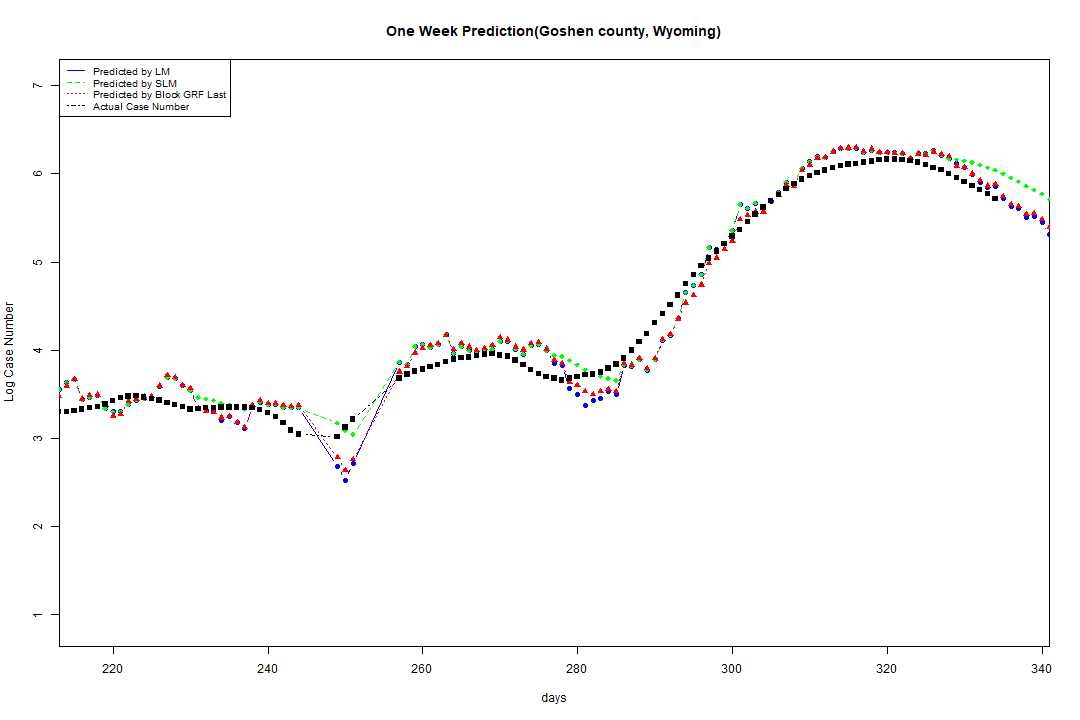 One Week Prediction(Goshen county, Wyoming)
Predicted by LM
Predicted by SLM
Predicted by Block GRF Last
Actual Case Number
7
6
5
4
3
2
1
Log Case Number
220 240 260 280 300 320 340
days